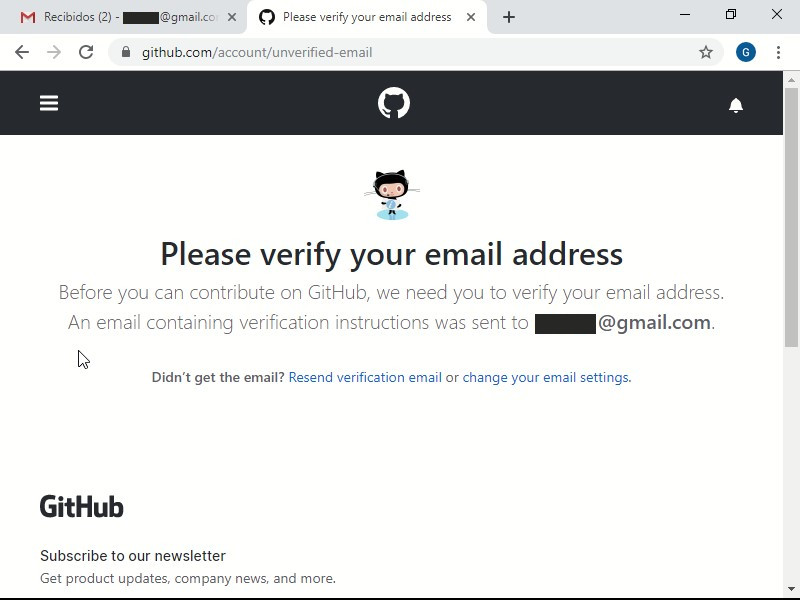 Recibidos (2) - @gmail.co
Please verify your email address
github.com/account/unverified-email
G
Please verify your email address
Before you can contribute on GitHub, we need you to verify your email address.
An email containing verification instructions was sent to @gmail.com.
Didn't get the email? Resend verification email or change your email settings.
GitHub
Subscribe to our newsletter
Get product updates, company news, and more.